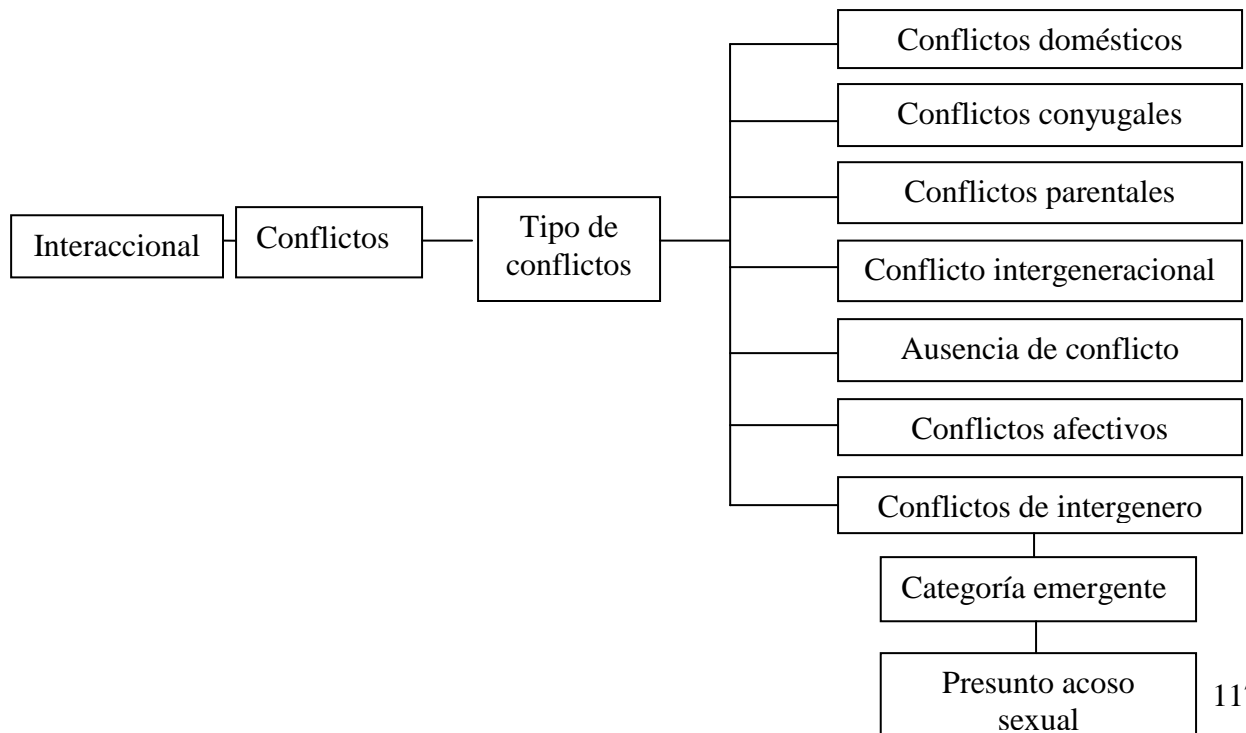 Interaccional
Conflictos
Tipo de
conflictos
Conflictos domésticos
Conflictos conyugales
Conflictos parentales
Conflicto intergeneracional
Ausencia de conflicto
Conflictos afectivos
Conflictos de intergenero
Categoría emergente
Presunto acoso
sexual